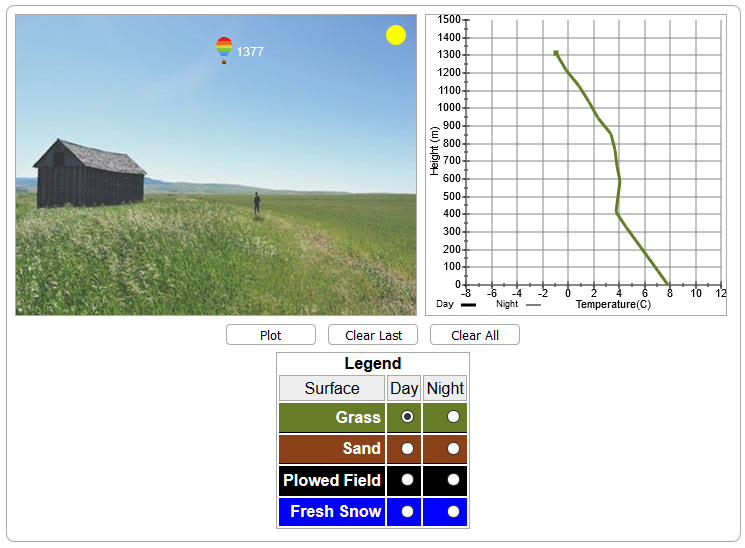 1377
1500
1400
1300
1200
1100
1000
900
800
700
600
500
400
300
200
100
0
Height (m)
-8 -6 -4 -2 0 2 4 6 8 10 12
Day Night Temperature(C)
Plot Clear Last Clear All
Legend
Surface Day Night
Grass
Sand
Plowed Field
Fresh Snow